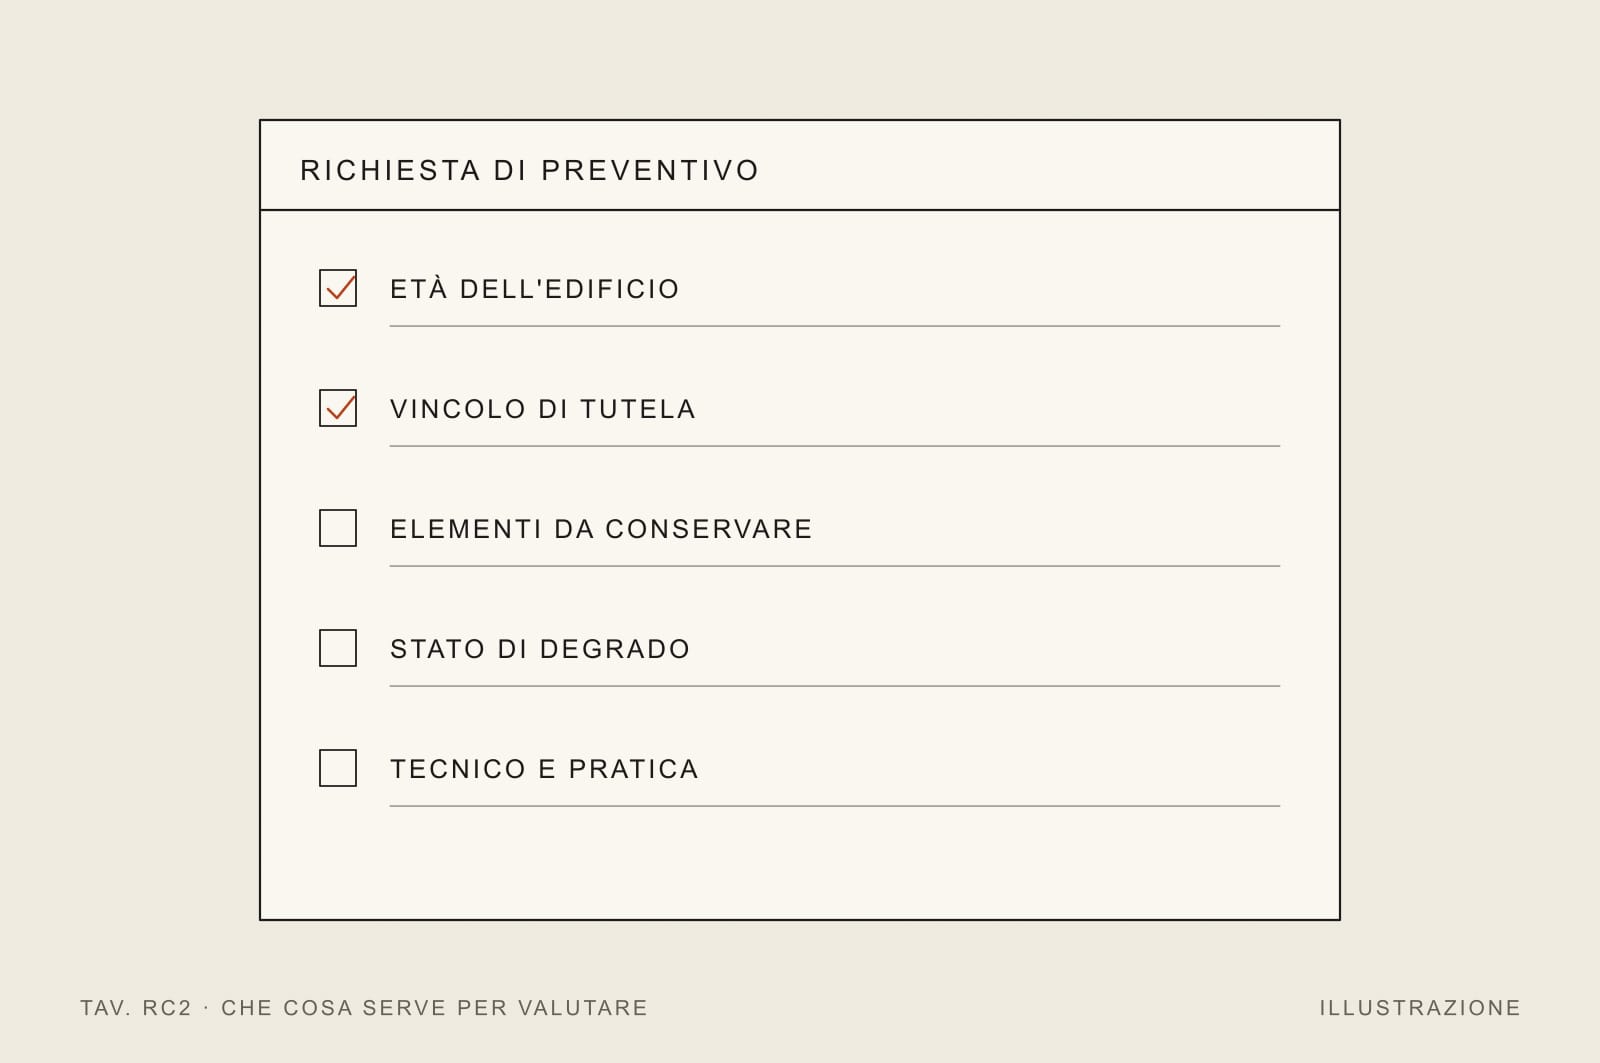 RICHIESTA DI PREVENTIVO
ETÀ DELL'EDIFICIO
VINCOLO DI TUTELA
ELEMENTI DA CONSERVARE
STATO DI DEGRADO
TECNICO E PRATICA
TAV. RC2 · CHE COSA SERVE PER VALUTARE
ILLUSTRAZIONE